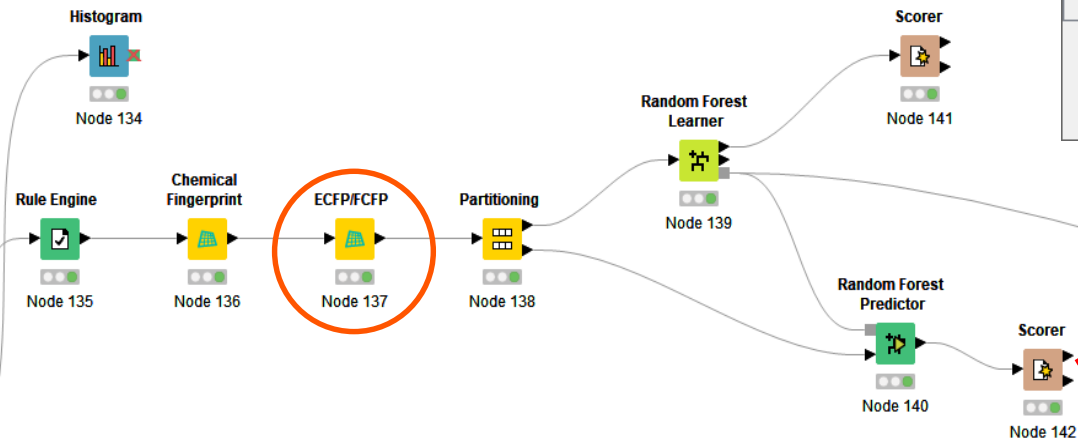 Histogram
Node 134
Scorer
Node 141
Random Forest
Learner
Node 139
Rule Engine
Node 135
Chemical
Fingerprint
Node 136
ECFP/FCFP
Node 137
Partitioning
Node 138
Random Forest
Predictor
Node 140
Scorer
Node 142